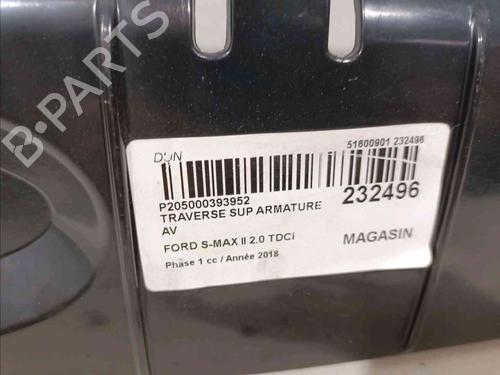 B-PARTS
DÜN
51600901 232496
P205000393952
232496
TRAVERSE SUP ARMATURE
AV
FORD S-MAX II 2.0 TDCi
MAGASIN
Phase 1 cc / Année 2018